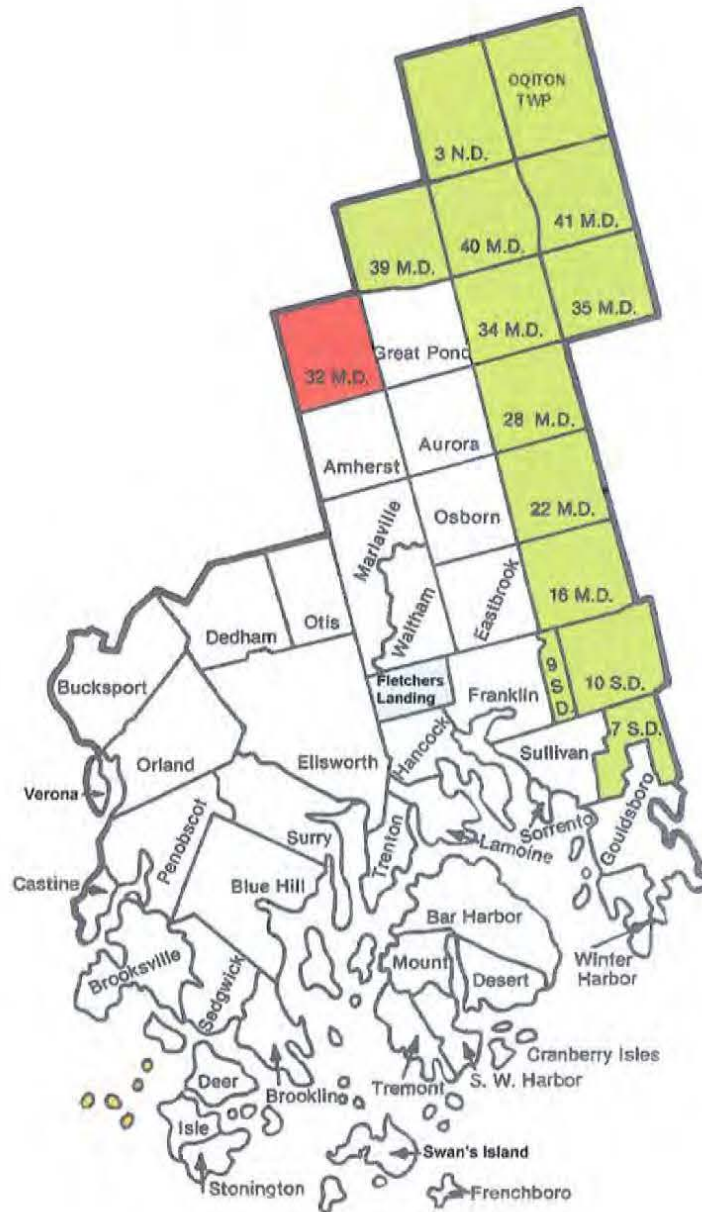 OQITON
TWP
3 N.D.
41 M.D.
40 M.D.
39 M.D.
35 M.D.
34 M.D.
Great Pond
32 M.D.
28 M.D.
Aurora
Amherst
22 M.D.
Osborn
Mariaville
16 M.D.
Eastbrook
Waltham
Otis
Dedham
9
S
D.
10 S.D.
Fletchers
Landing
Franklin
Bucksport
7 S.D.
Hancock
Sullivan
Ellsworth
Orland
Verona
Gouldsboro
Sorrento
Lamoine
Trenton
Surry
Penobscot
Castine
Blue Hill
Bar Harbor
Winter
Harbor
Mount
Desert
Brooksville
Sedgwick
Cranberry Isles
S. W. Harbor
Tremont
Brooklin
Deer
Isle
Swan's Island
Stonington
Frenchboro